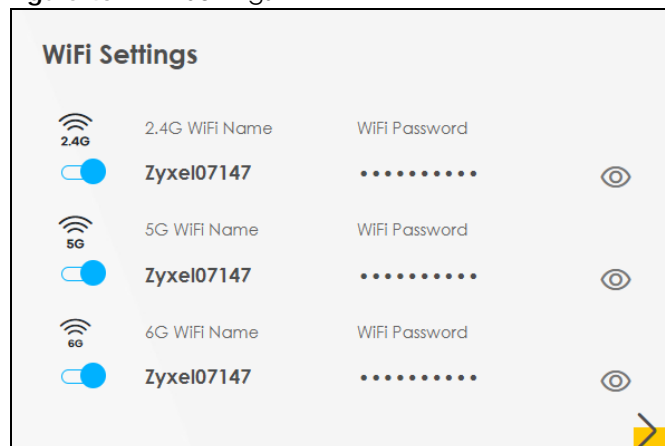 WiFi Settings
2.4G 2.4G WiFi Name WiFi Password
Zyxel07147 ••••••••••
5G 5G WiFi Name WiFi Password
Zyxel07147 ••••••••••
6G 6G WiFi Name WiFi Password
Zyxel07147 ••••••••••